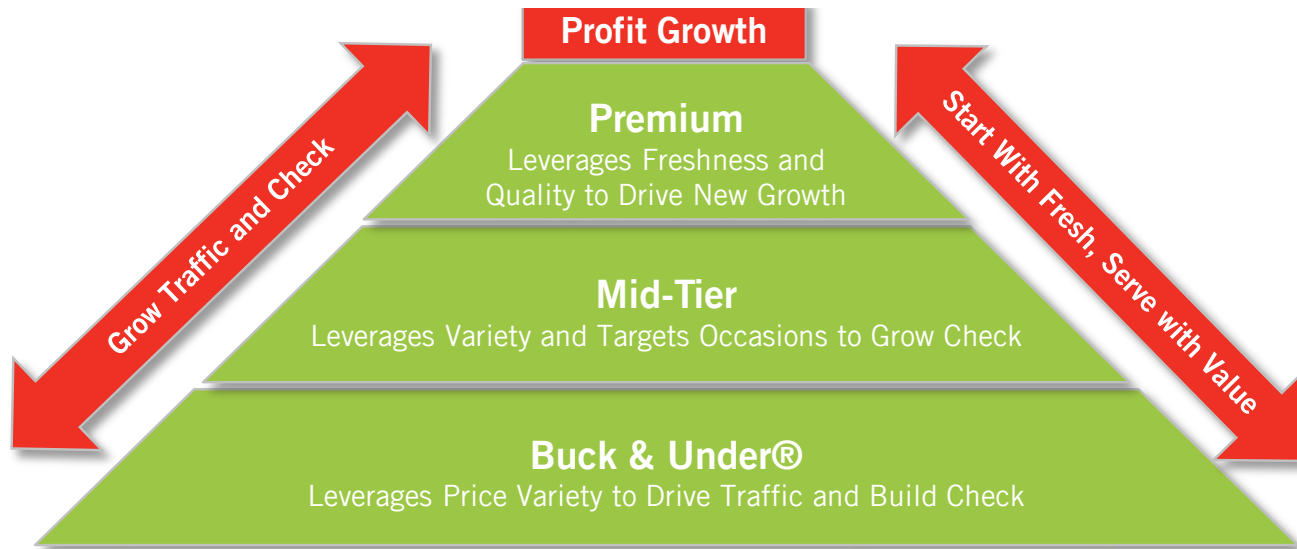 Profit Growth
Premium
Leverages Freshness and
Quality to Drive New Growth
Mid-Tier
Leverages Variety and Targets Occasions to Grow Check
Buck & Under®
Leverages Price Variety to Drive Traffic and Build Check
Grow Traffic and Check
Start With Fresh, Serve with Value